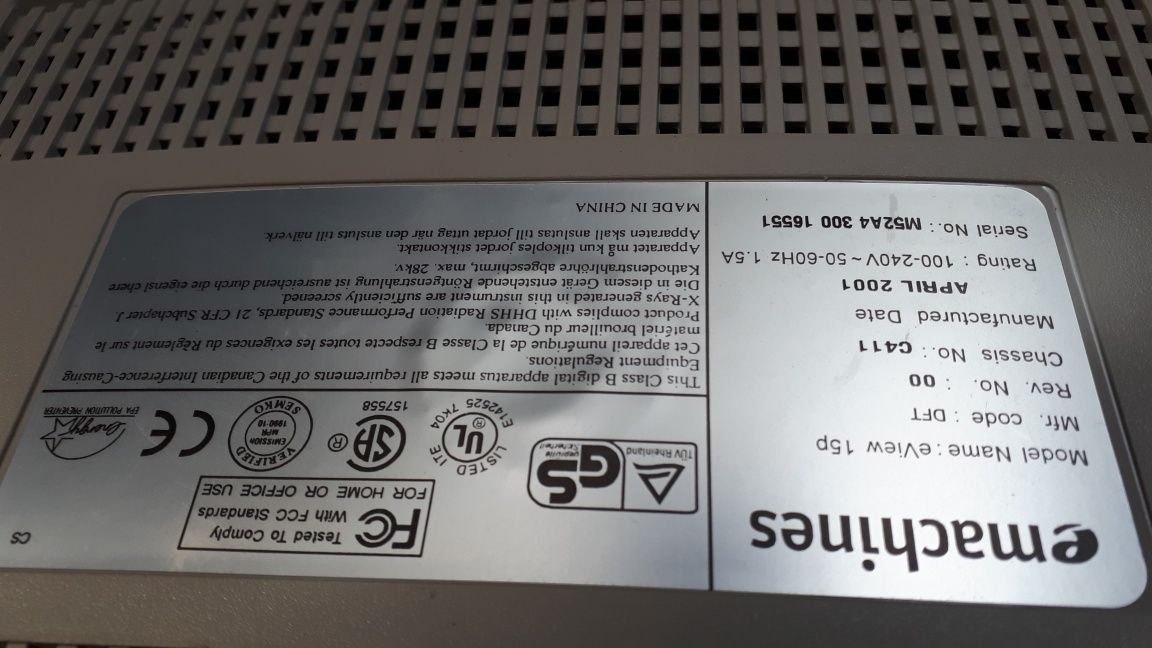 emachines
Model Name : eView 15p
Mfr. code : DFT
Rev. No. : 00
Chassis No.: C411
Manufactured Date
APRIL 2001
Rating : 100-240V ~ 50-60Hz 1.5A
Serial No.: M52A4 300 16551
TÜV Rheinland
GS
geprüfte
Sicherheit
FC
Tested To Comply
With FCC Standards
FOR HOME OR OFFICE USE
CS
UL
®
LISTED ITE
E142525 7K04
SA
®
157558
VERIFIED
EMISSION
MPR
1990:10
SEMKO
CE
energy
EPA POLLUTION PREVENTER
This Class B digital apparatus meets all requirements of the Canadian Interference-Causing
Equipment Regulations.
Cet appareil numérique de la Classe B respecte toutes les exigences du Règlement sur le
matériel brouilleur du Canada.
Product complies with DHHS Radiation Performance Standards, 21 CFR Subchapter J
X-Rays generated in this instrument are sufficiently screened.
Die in diesem Gerät entstehende Röntgenstrahlung ist ausreichend durch die eigensi chere
Kathodenstrahlröhre abgeschirmt, max. 28kv.
Apparatet må kun tilkoples jordet stikkontakt.
Apparaten skall anslutas till jordat uttag när den ansluts till nälverk.
MADE IN CHINA